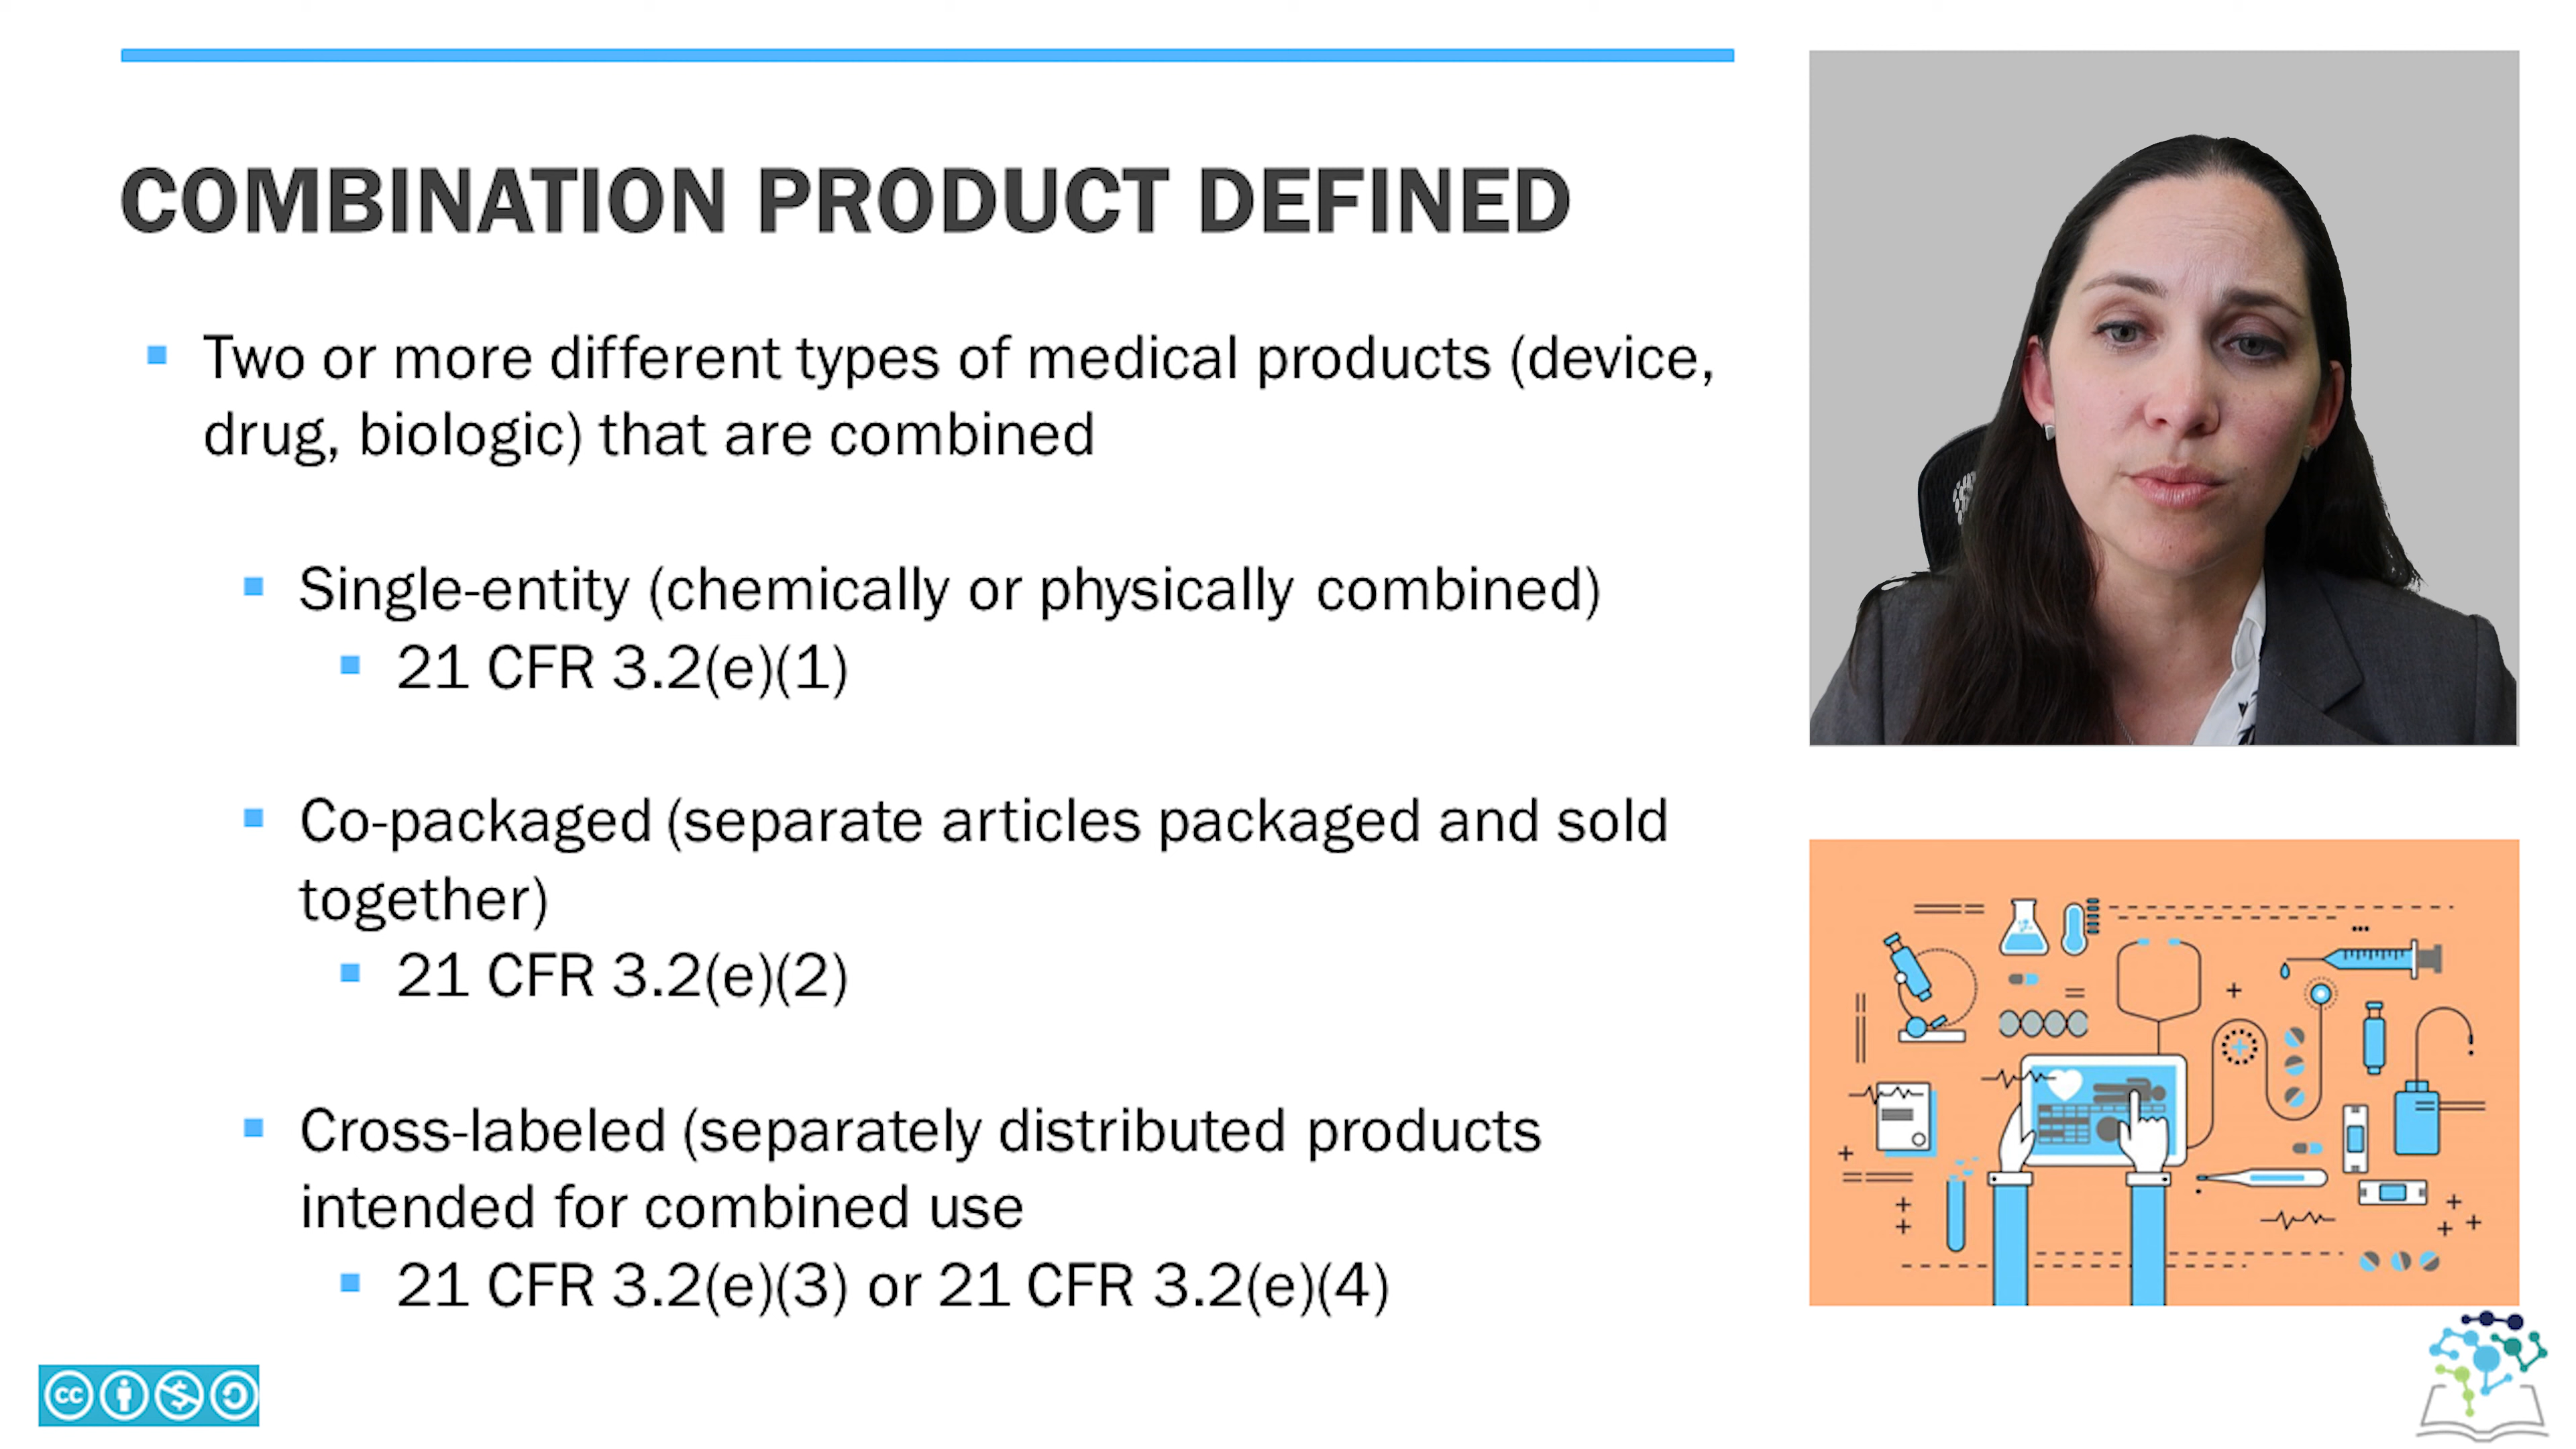 COMBINATION PRODUCT DEFINED
Two or more different types of medical products (device,
drug, biologic) that are combined
Single-entity (chemically or physically combined)
21 CFR 3.2(e)(1)
Co-packaged (separate articles packaged and sold
together)
21 CFR 3.2(e)(2)
Cross-labeled (separately distributed products
intended for combined use
21 CFR 3.2(e)(3) or 21 CFR 3.2(e)(4)
cc